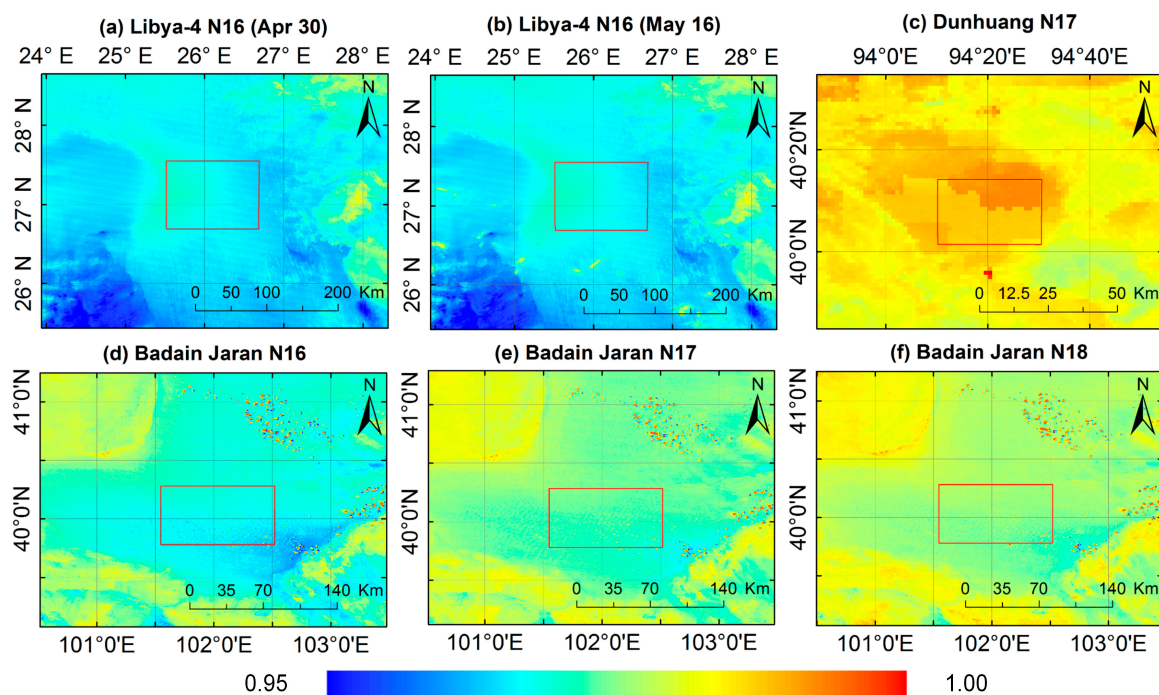 (a) Libya-4 N16 (Apr 30)
24° E 25° E 26° E 27° E 28° E
28° N
27° N
26° N
N
0 50 100 200 Km
(b) Libya-4 N16 (May 16)
24° E 25° E 26° E 27° E 28° E
28° N
27° N
26° N
N
0 50 100 200 Km
(c) Dunhuang N17
94°0'E 94°20'E 94°40'E
40°20'N
40°0'N
N
0 12.5 25 50 Km
(d) Badain Jaran N16
41°0'N
40°0'N
N
0 35 70 140 Km
101°0'E 102°0'E 103°0'E
(e) Badain Jaran N17
41°0'N
40°0'N
N
0 35 70 140 Km
101°0'E 102°0'E 103°0'E
(f) Badain Jaran N18
41°0'N
40°0'N
N
0 35 70 140 Km
101°0'E 102°0'E 103°0'E
0.95 1.00